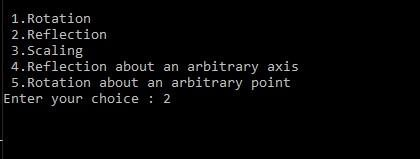 1.Rotation
2.Reflection
3.Scaling
4.Reflection about an arbitrary axis
5.Rotation about an arbitrary point
Enter your choice : 2